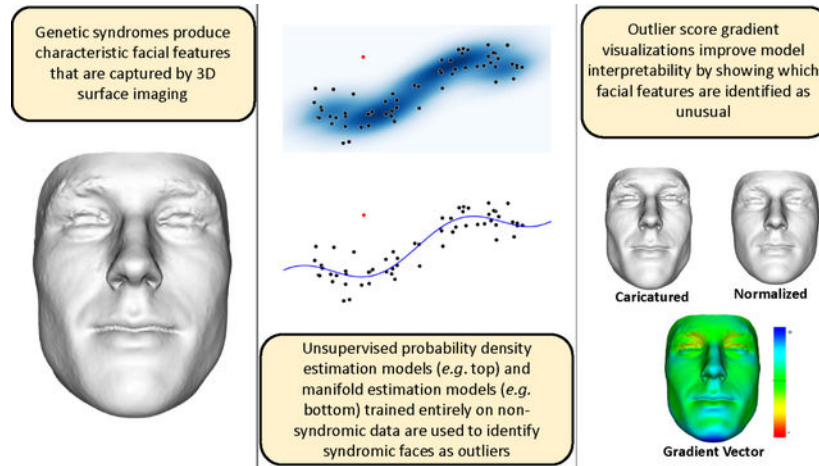 Genetic syndromes produce
characteristic facial features
that are captured by 3D
surface imaging
Unsupervised probability density
estimation models (e.g. top) and
manifold estimation models (e.g.
bottom) trained entirely on non-
syndromic data are used to identify
syndromic faces as outliers
Outlier score gradient
visualizations improve model
interpretability by showing which
facial features are identified as
unusual
Caricatured
Normalized
Gradient Vector